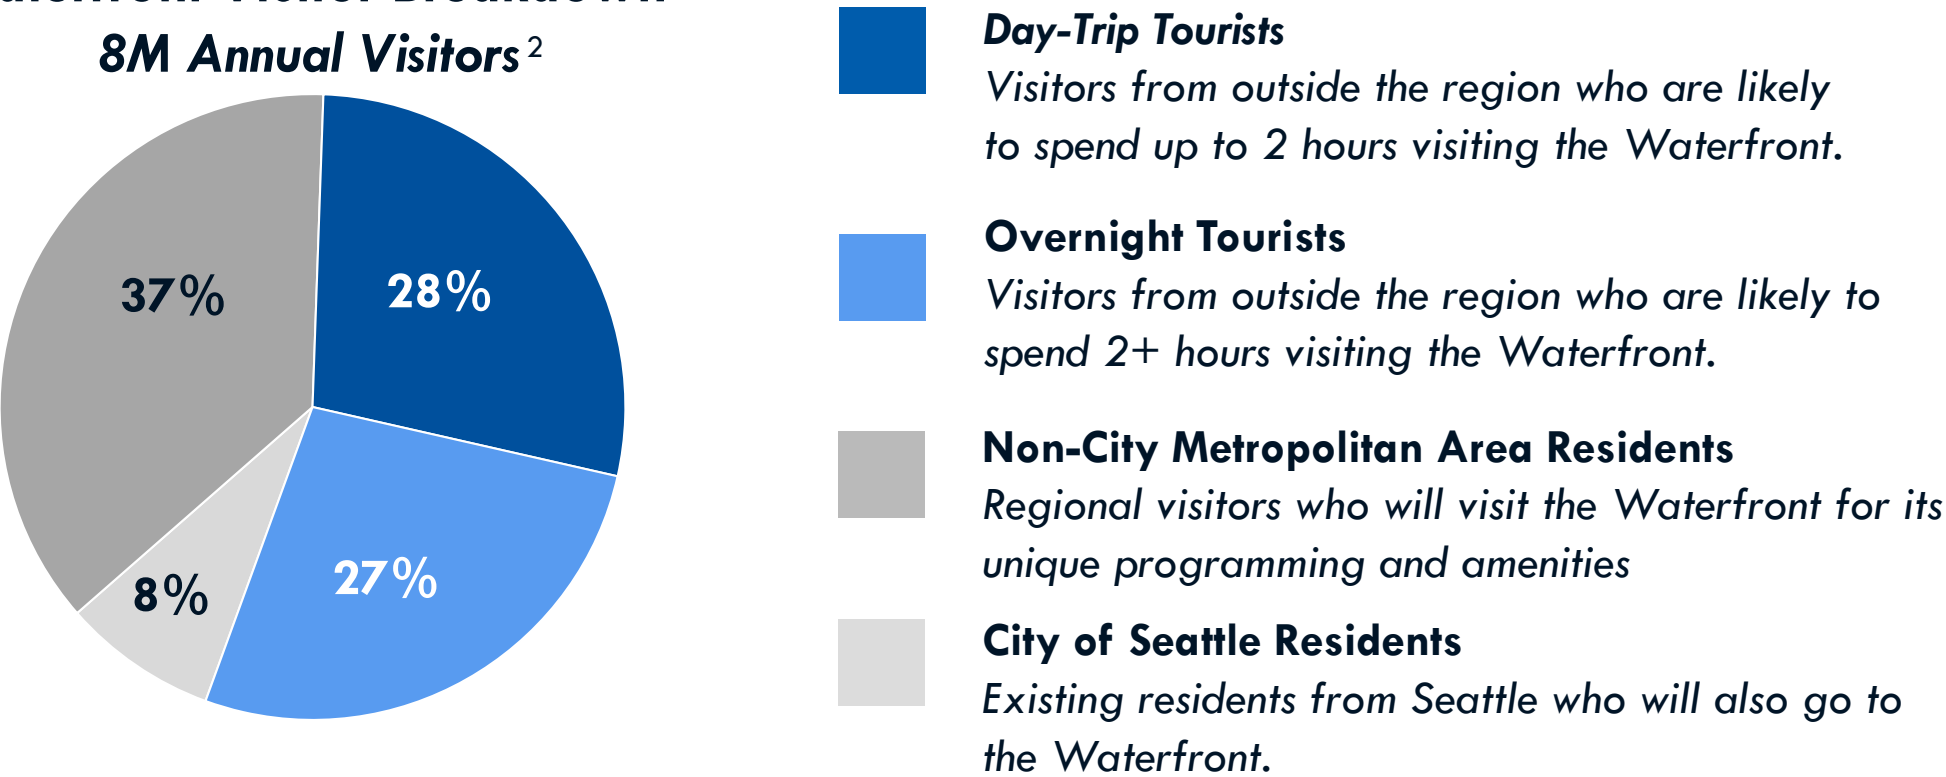 8M Annual Visitors 2
37%
28%
8%
27%
Day-Trip Tourists
Visitors from outside the region who are likely
to spend up to 2 hours visiting the Waterfront.
Overnight Tourists
Visitors from outside the region who are likely to
spend 2+ hours visiting the Waterfront.
Non-City Metropolitan Area Residents
Regional visitors who will visit the Waterfront for its
unique programming and amenities
City of Seattle Residents
Existing residents from Seattle who will also go to
the Waterfront.